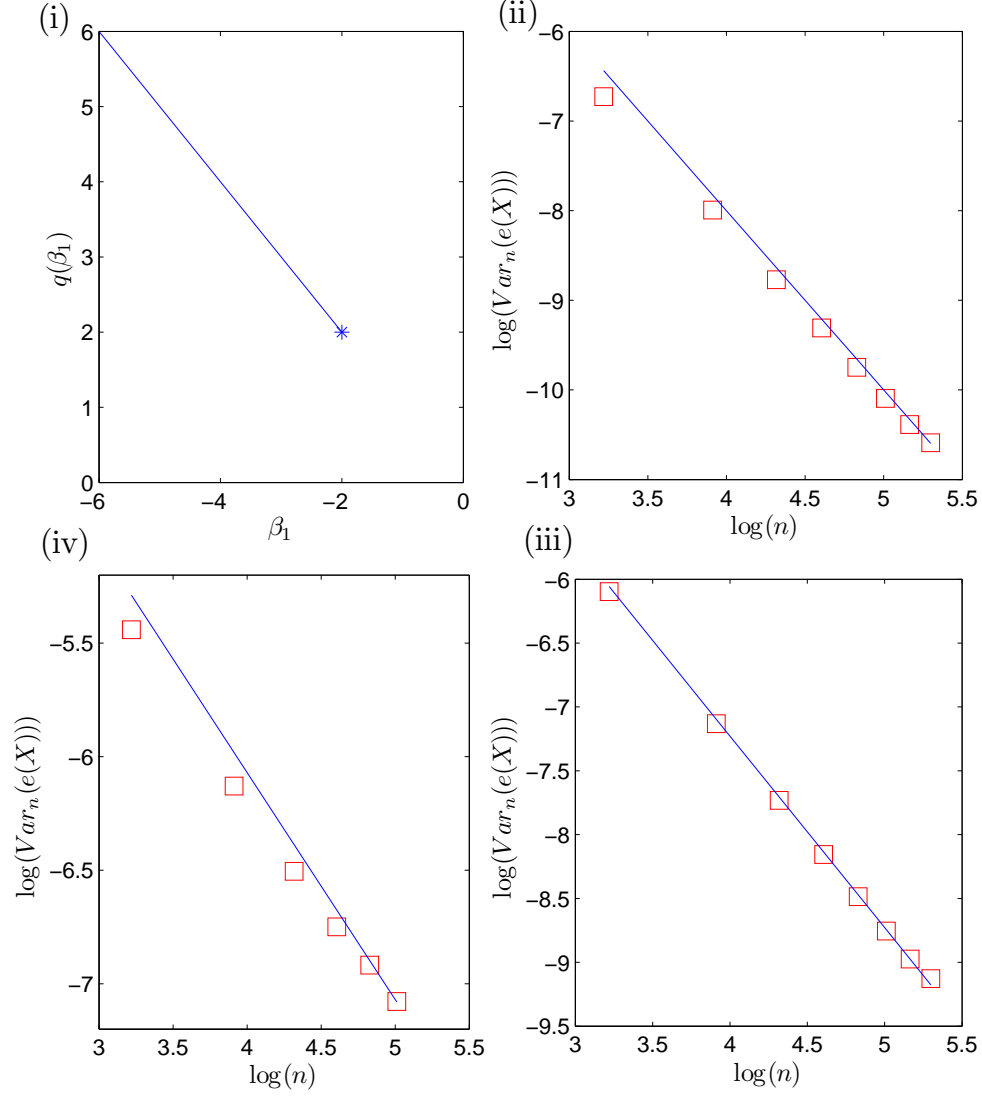 (i)
6
5
4
3
2
1
0
q(β₁)
−6 −4 −2 0
β₁
(ii)
−6
−7
−8
−9
−10
−11
log(Varₙ(e(X)))
3 3.5 4 4.5 5 5.5
log(n)
(iv)
−5.5
−6
−6.5
−7
log(Varₙ(e(X)))
3 3.5 4 4.5 5 5.5
log(n)
(iii)
−6
−6.5
−7
−7.5
−8
−8.5
−9
−9.5
log(Varₙ(e(X)))
3 3.5 4 4.5 5 5.5
log(n)